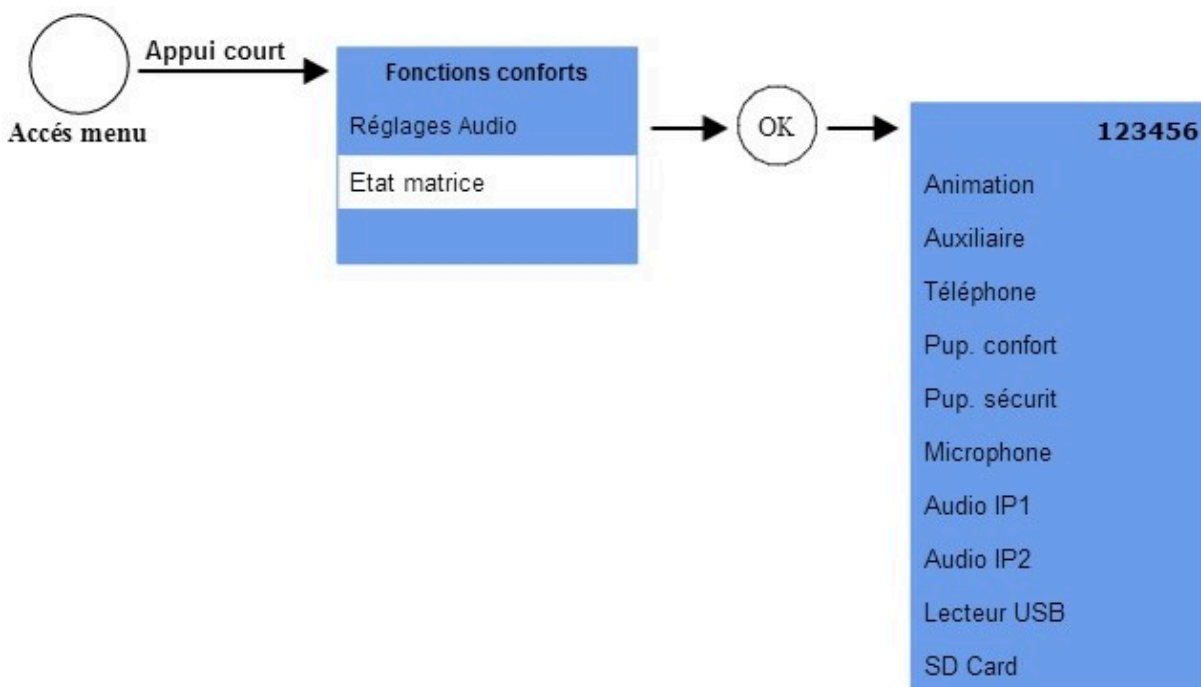 Accés menu
Appui court
Fonctions conforts
Réglages Audio
Etat matrice
OK
123456
Animation
Auxiliaire
Téléphone
Pup. confort
Pup. sécurit
Microphone
Audio IP1
Audio IP2
Lecteur USB
SD Card